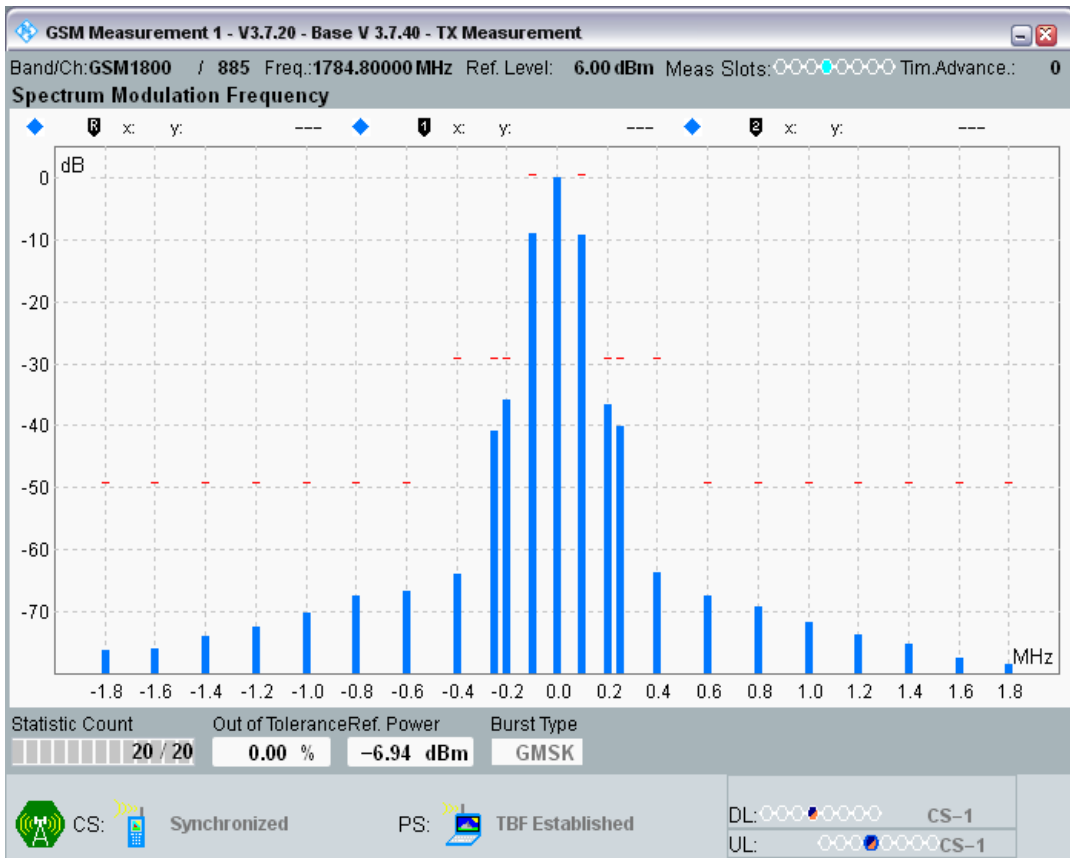 GSM Measurement 1 - V3.7.20 - Base V 3.7.40 - TX Measurement
Band/Ch:GSM1800 / 885 Freq.:1784.80000 MHz Ref. Level: 6.00 dBm Meas Slots: Tim.Advance.: 0
Spectrum Modulation Frequency
R x: y: --- 1 x: y: --- 2 x: y: ---
dB
0
-10
-20
-30
-40
-50
-60
-70
MHz
-1.8 -1.6 -1.4 -1.2 -1.0 -0.8 -0.6 -0.4 -0.2 0.0 0.2 0.4 0.6 0.8 1.0 1.2 1.4 1.6 1.8
Statistic Count Out of Tolerance Ref. Power Burst Type
20 / 20 0.00 % -6.94 dBm GMSK
CS: Synchronized PS: TBF Established
DL: CS-1
UL: CS-1